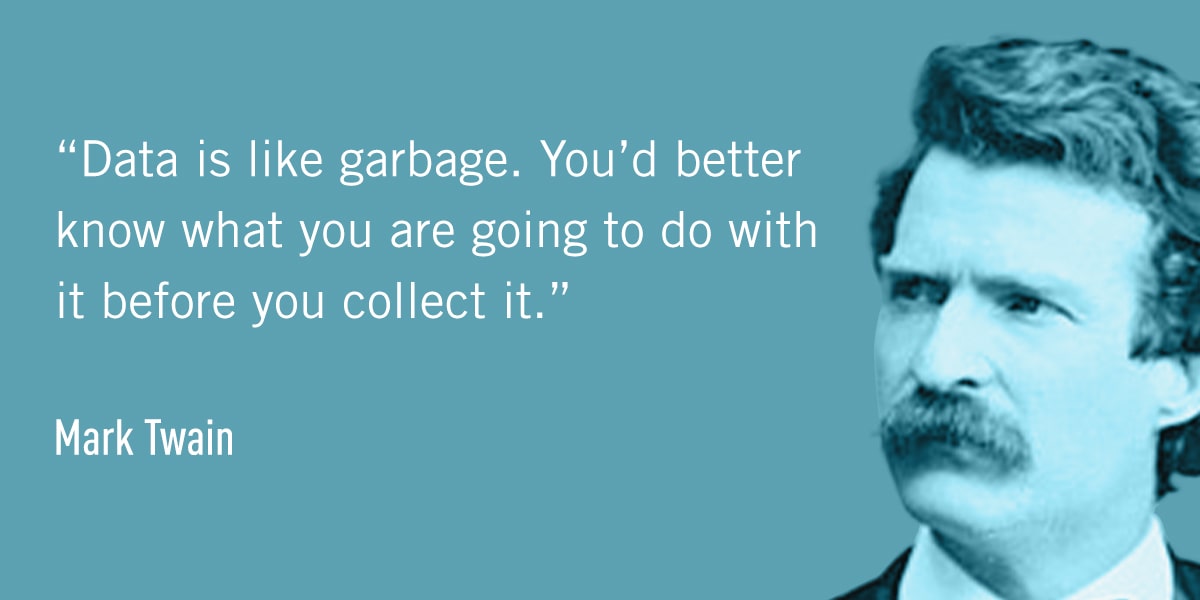 “Data is like garbage. You’d better
know what you are going to do with
it before you collect it.”
Mark Twain